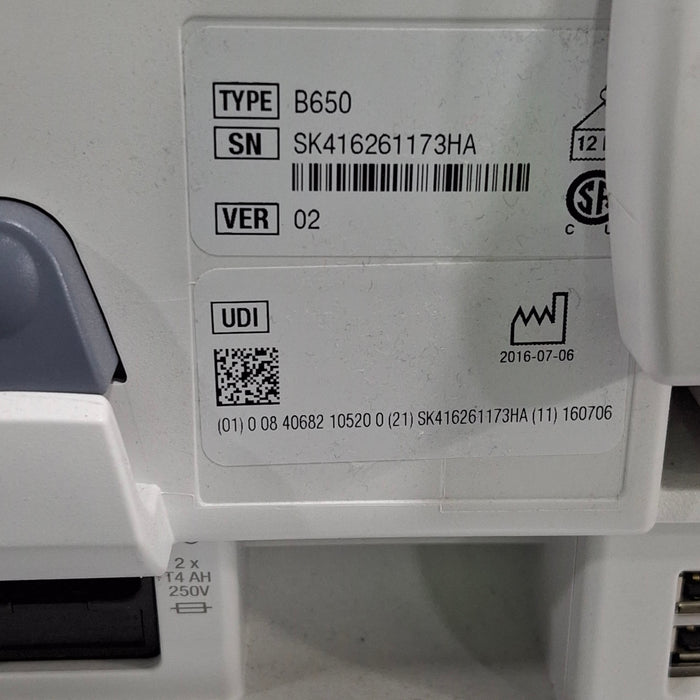 TYPE B650
SN SK416261173HA
12
VER 02
C
UDI
2016-07-06
(01) 0 08 40682 10520 0 (21) SK416261173HA (11) 160706
2 x
T4 AH
250V